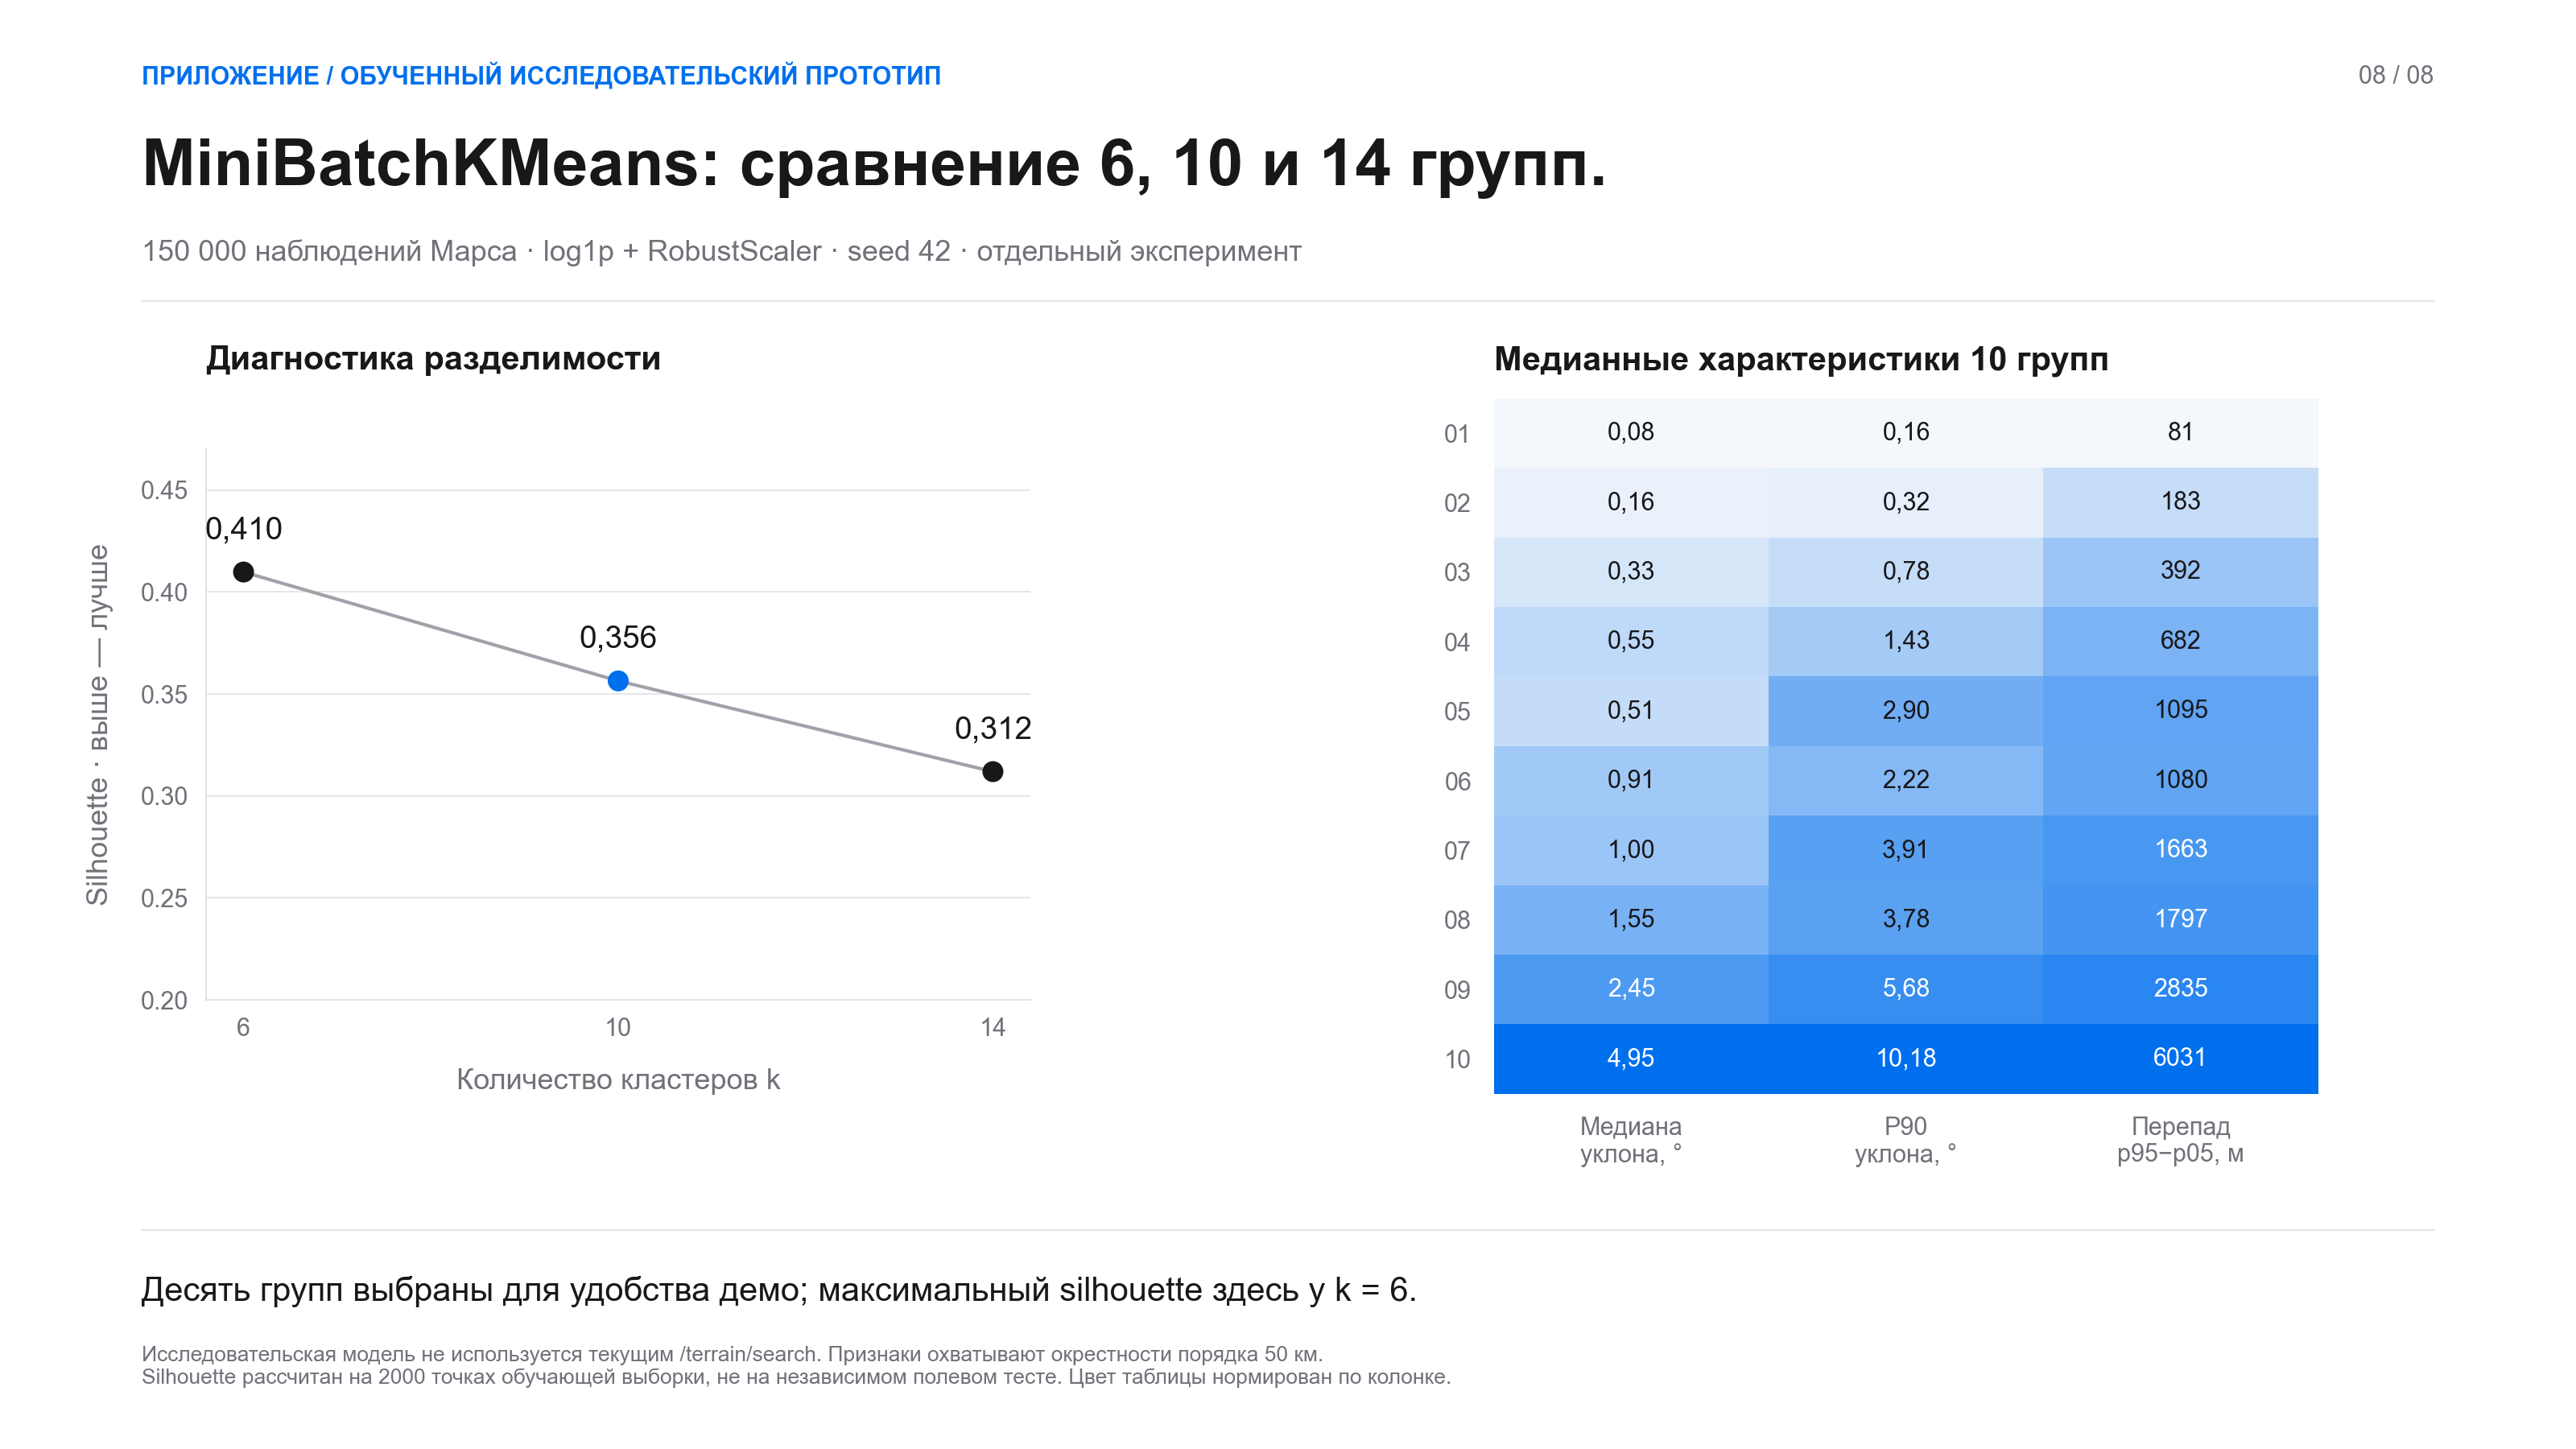 ПРИЛОЖЕНИЕ / ОБУЧЕННЫЙ ИССЛЕДОВАТЕЛЬСКИЙ ПРОТОТИП
08 / 08
MiniBatchKMeans: сравнение 6, 10 и 14 групп.
150 000 наблюдений Марса · log1p + RobustScaler · seed 42 · отдельный эксперимент
Диагностика разделимости
Silhouette · выше — лучше
0.45
0.40
0.35
0.30
0.25
0.20
0,410
0,356
0,312
6 10 14
Количество кластеров k
Медианные характеристики 10 групп
01 0,08 0,16 81
02 0,16 0,32 183
03 0,33 0,78 392
04 0,55 1,43 682
05 0,51 2,90 1095
06 0,91 2,22 1080
07 1,00 3,91 1663
08 1,55 3,78 1797
09 2,45 5,68 2835
10 4,95 10,18 6031
Медиана P90 Перепад
уклона, ° уклона, ° p95−p05, м
Десять групп выбраны для удобства демо; максимальный silhouette здесь у k = 6.
Исследовательская модель не используется текущим /terrain/search. Признаки охватывают окрестности порядка 50 км.
Silhouette рассчитан на 2000 точках обучающей выборки, не на независимом полевом тесте. Цвет таблицы нормирован по колонке.